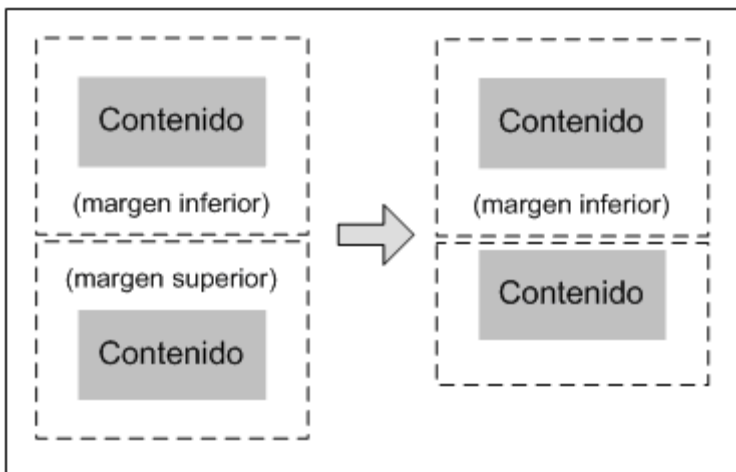 Contenido
(margen inferior)
(margen superior)
Contenido
Contenido
(margen inferior)
Contenido